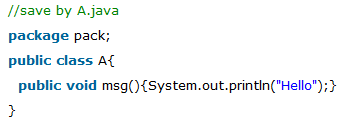 //save by A.java
package pack;
public class A{
  public void msg(){System.out.println("Hello");}
}